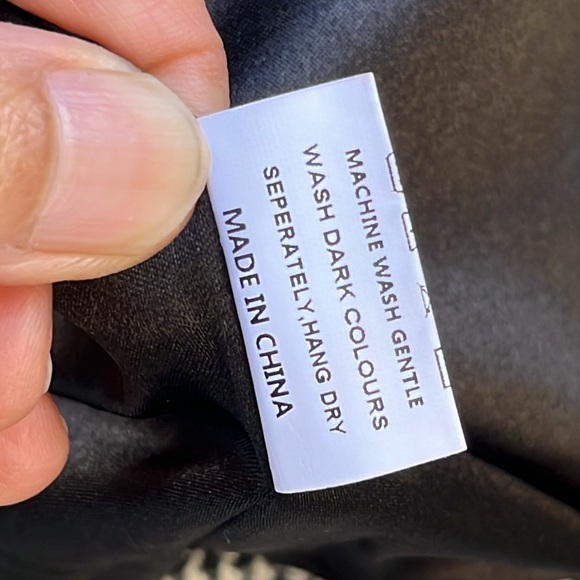 MACHINE WASH GENTLE
WASH DARK COLOURS
SEPERATELY,HANG DRY
MADE IN CHINA